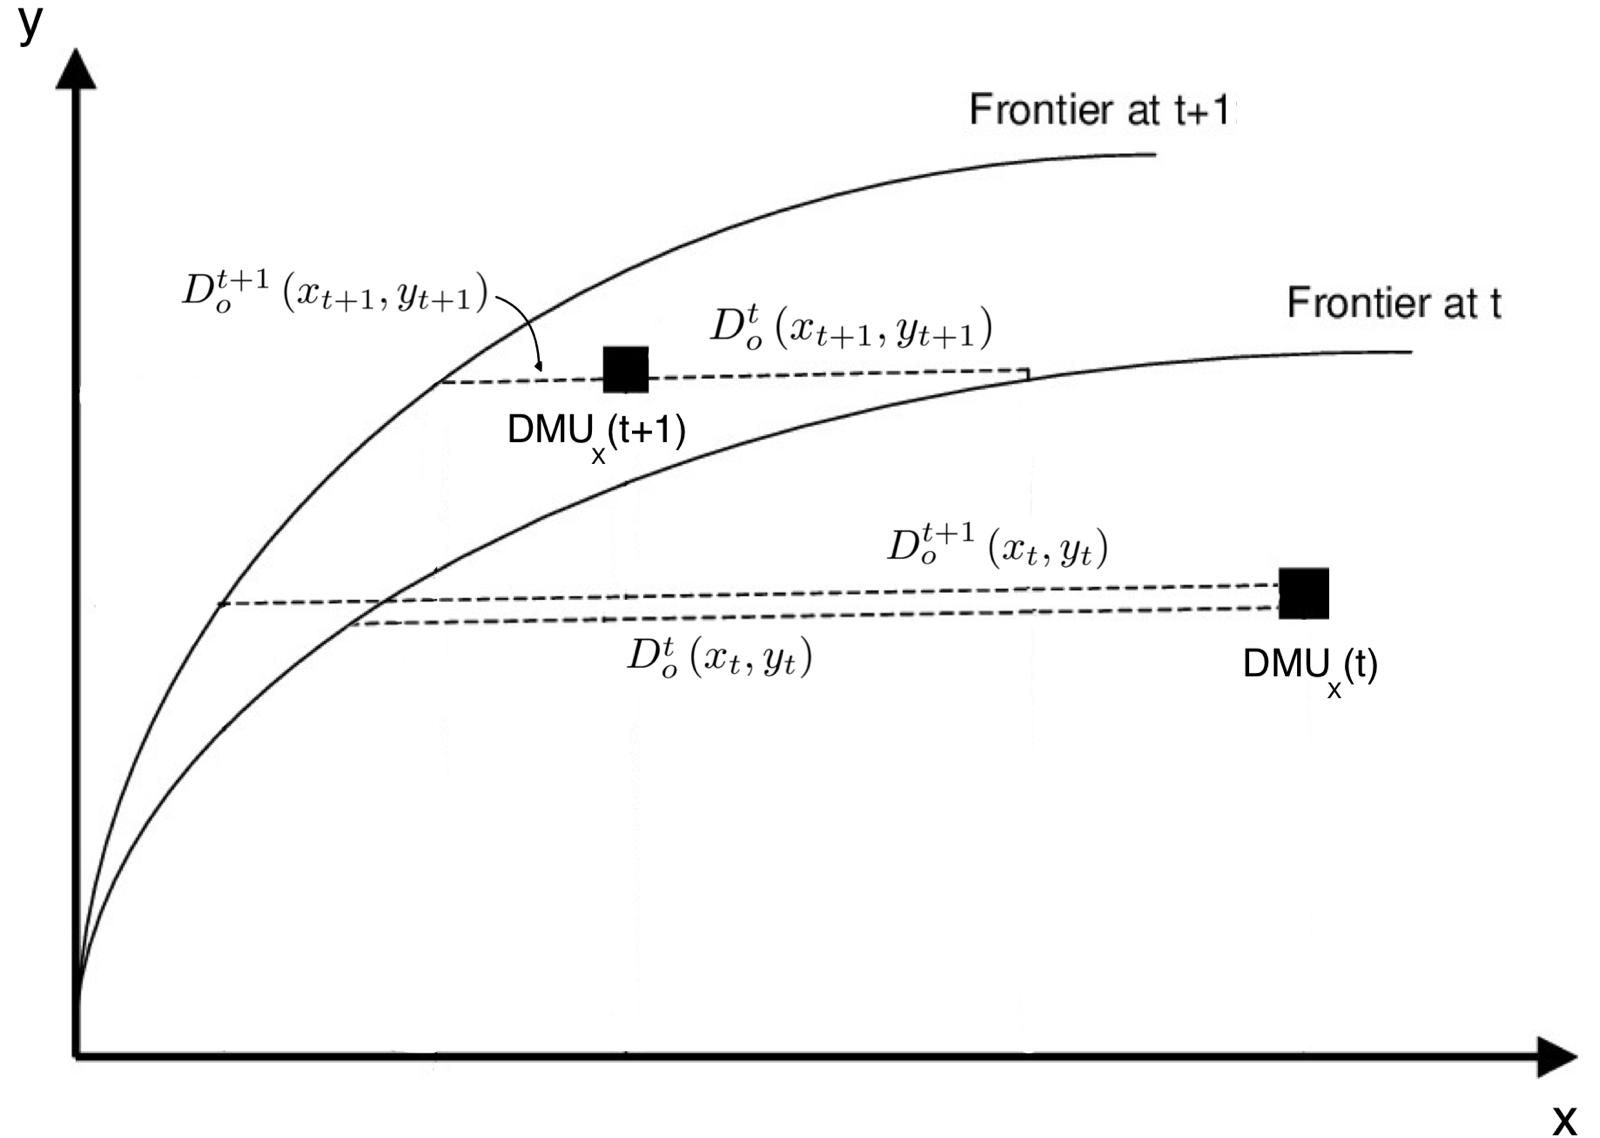 y
Frontier at t+1
D_o^{t+1} (x_{t+1}, y_{t+1})
D_o^t (x_{t+1}, y_{t+1})
Frontier at t
DMU_x(t+1)
D_o^{t+1} (x_t, y_t)
D_o^t (x_t, y_t)
DMU_x(t)
x